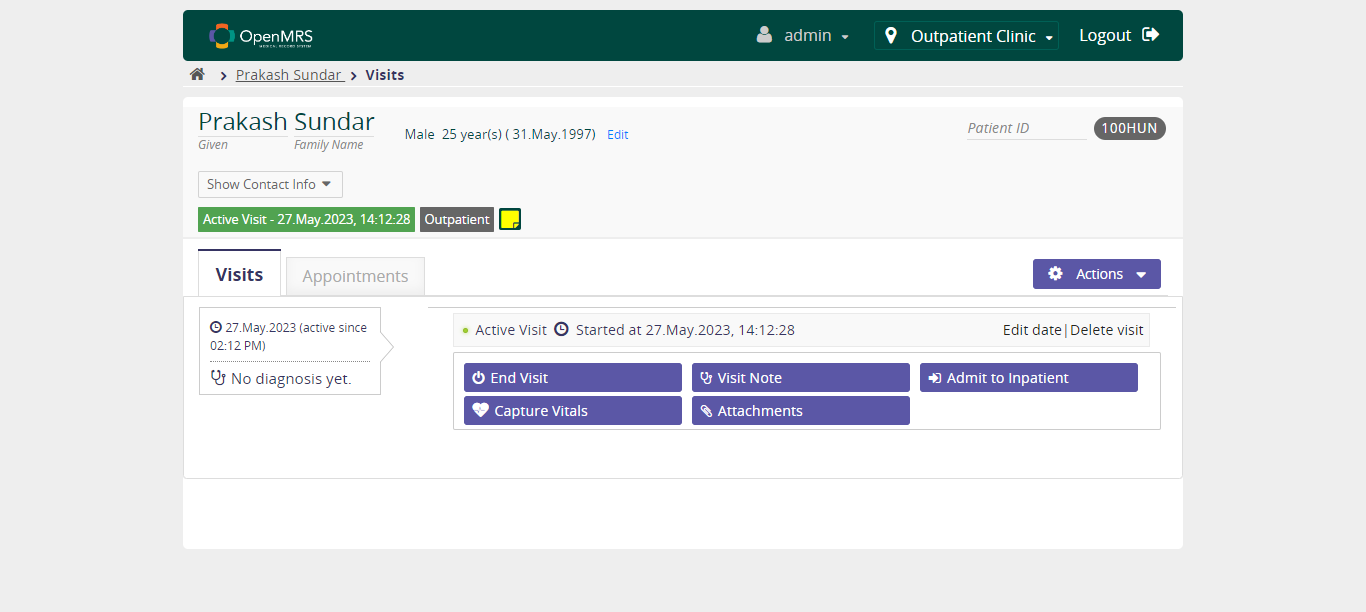 OpenMRS
MEDICAL RECORD SYSTEM
admin
Outpatient Clinic
Logout
Prakash Sundar
Visits
Prakash Sundar
Given
Family Name
Male 25 year(s) ( 31.May.1997)
Edit
Patient ID
100HUN
Show Contact Info
Active Visit - 27.May.2023, 14:12:28
Outpatient
Visits
Appointments
Actions
27.May.2023 (active since
02:12 PM)
No diagnosis yet.
Active Visit Started at 27.May.2023, 14:12:28
Edit date|Delete visit
End Visit
Visit Note
Admit to Inpatient
Capture Vitals
Attachments